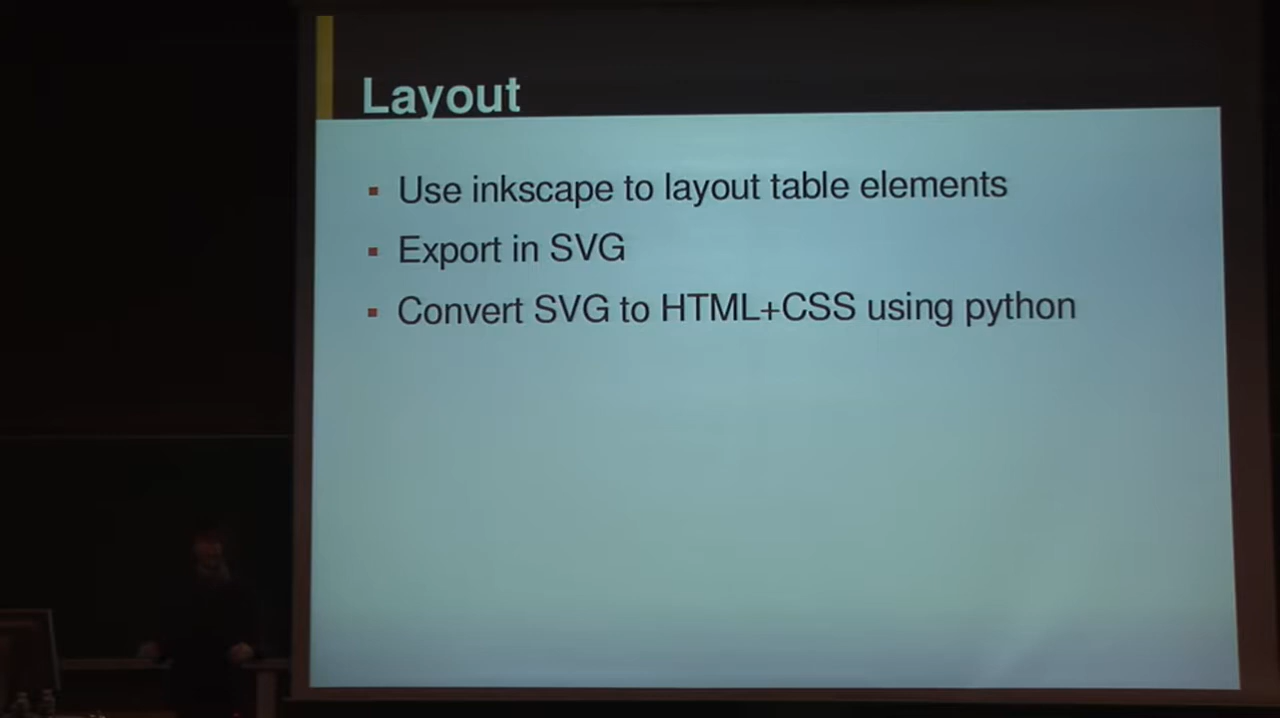 Layout
Use inkscape to layout table elements
Export in SVG
Convert SVG to HTML+CSS using python